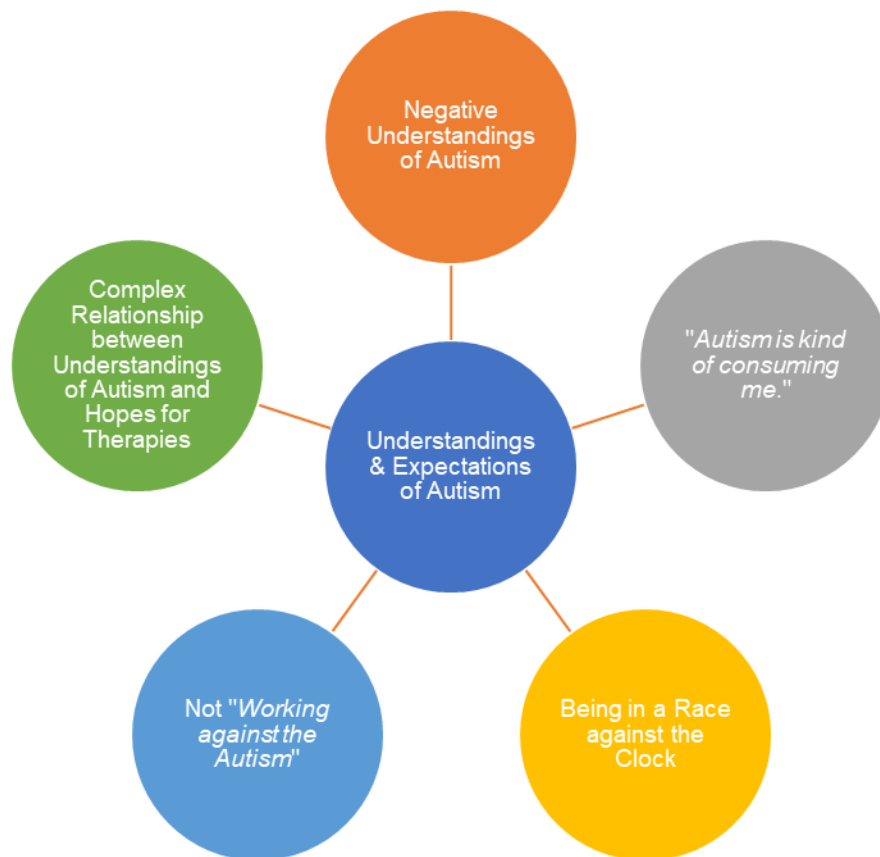 Negative
Understandings
of Autism
Complex
Relationship
between
Understandings
of Autism and
Hopes for
Therapies
"Autism is kind
of consuming
me."
Understandings
& Expectations
of Autism
Not "Working
against the
Autism"
Being in a Race
against the
Clock